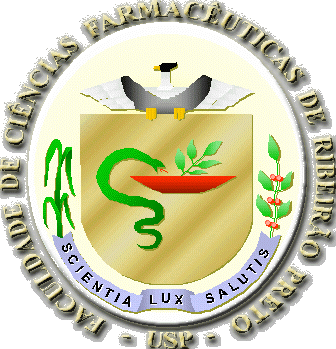 FACULDADE DE CIÊNCIAS FARMACÊUTICAS DE RIBEIRÃO PRETO
- USP -
SCIENTIA LUX SALUTIS